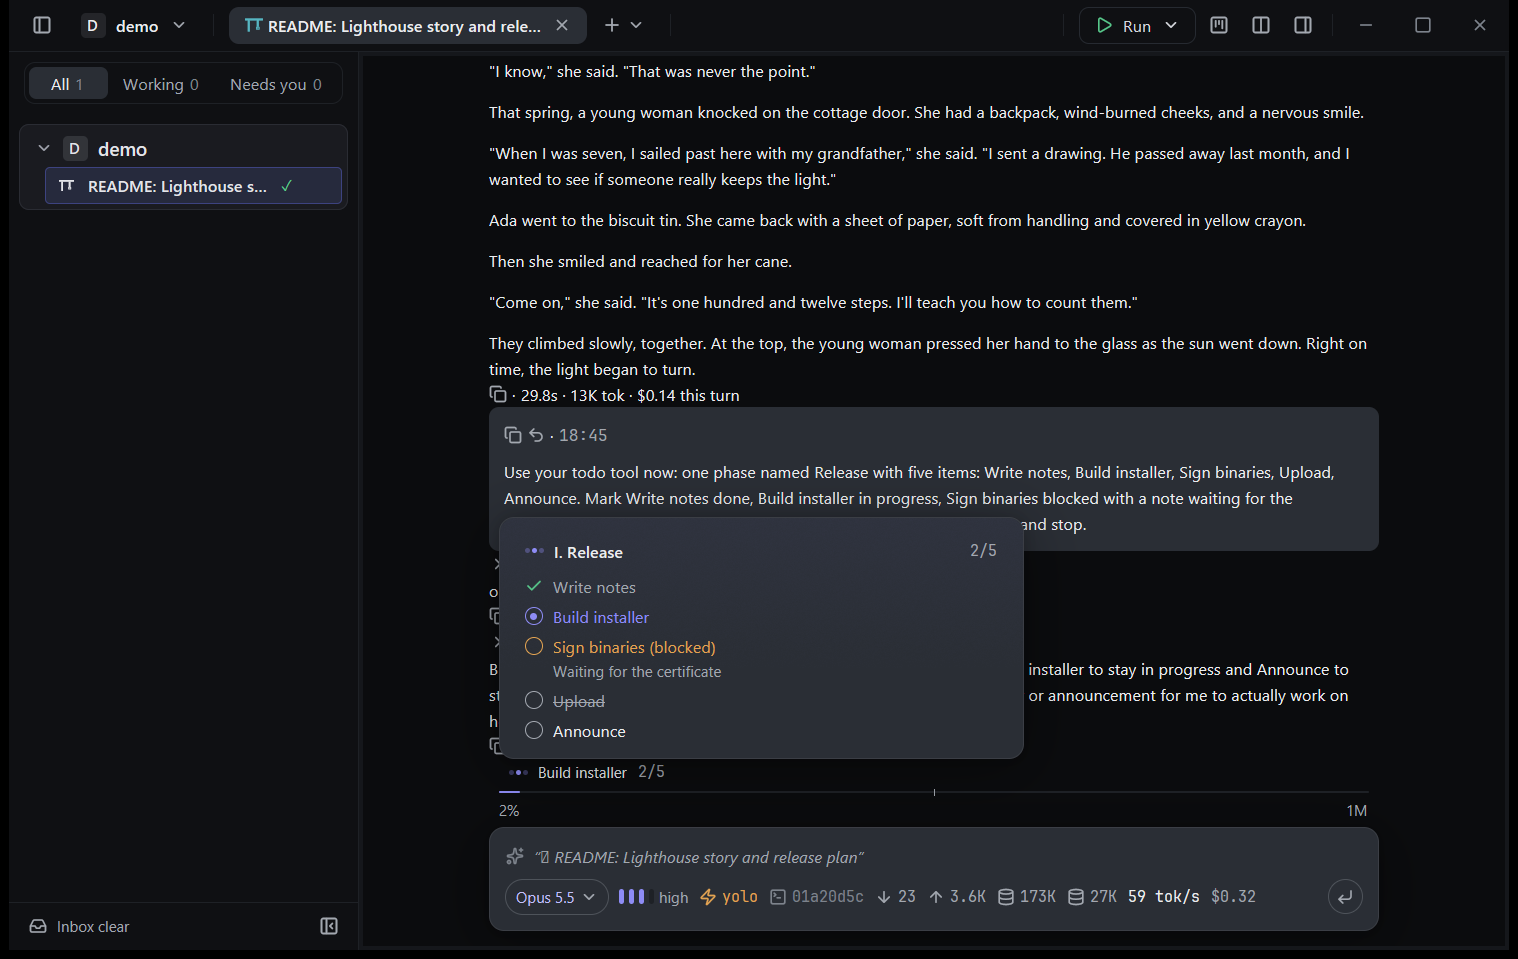 D demo
README: Lighthouse story and rele...
Run
All 1
Working 0
Needs you 0
D demo
README: Lighthouse s...
"I know," she said. "That was never the point."
That spring, a young woman knocked on the cottage door. She had a backpack, wind-burned cheeks, and a nervous smile.
"When I was seven, I sailed past here with my grandfather," she said. "I sent a drawing. He passed away last month, and I
wanted to see if someone really keeps the light."
Ada went to the biscuit tin. She came back with a sheet of paper, soft from handling and covered in yellow crayon.
Then she smiled and reached for her cane.
"Come on," she said. "It's one hundred and twelve steps. I'll teach you how to count them."
They climbed slowly, together. At the top, the young woman pressed her hand to the glass as the sun went down. Right on
time, the light began to turn.
· 29.8s · 13K tok · $0.14 this turn
· 18:45
Use your todo tool now: one phase named Release with five items: Write notes, Build installer, Sign binaries, Upload,
Announce. Mark Write notes done, Build installer in progress, Sign binaries blocked with a note waiting for the
and stop.
I. Release 2/5
Write notes
Build installer
Sign binaries (blocked)
Waiting for the certificate
Upload
Announce
installer to stay in progress and Announce to
or announcement for me to actually work on
Build installer 2/5
2% 1M
"README: Lighthouse story and release plan"
Opus 5.5 high yolo 01a20d5c 23 3.6K 173K 27K 59 tok/s $0.32
Inbox clear